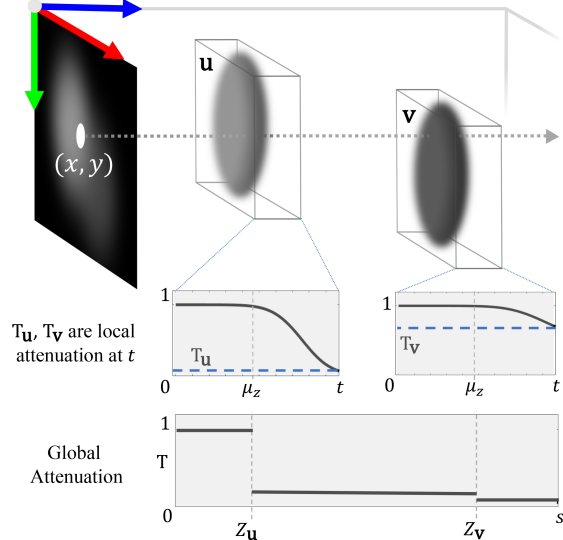 u
v
(x, y)
1
T_u
0
μ_z
t
1
T_v
0
μ_z
t
T_u, T_v are local
attenuation at t
Global
Attenuation
1
T
0
Z_u
Z_v
s